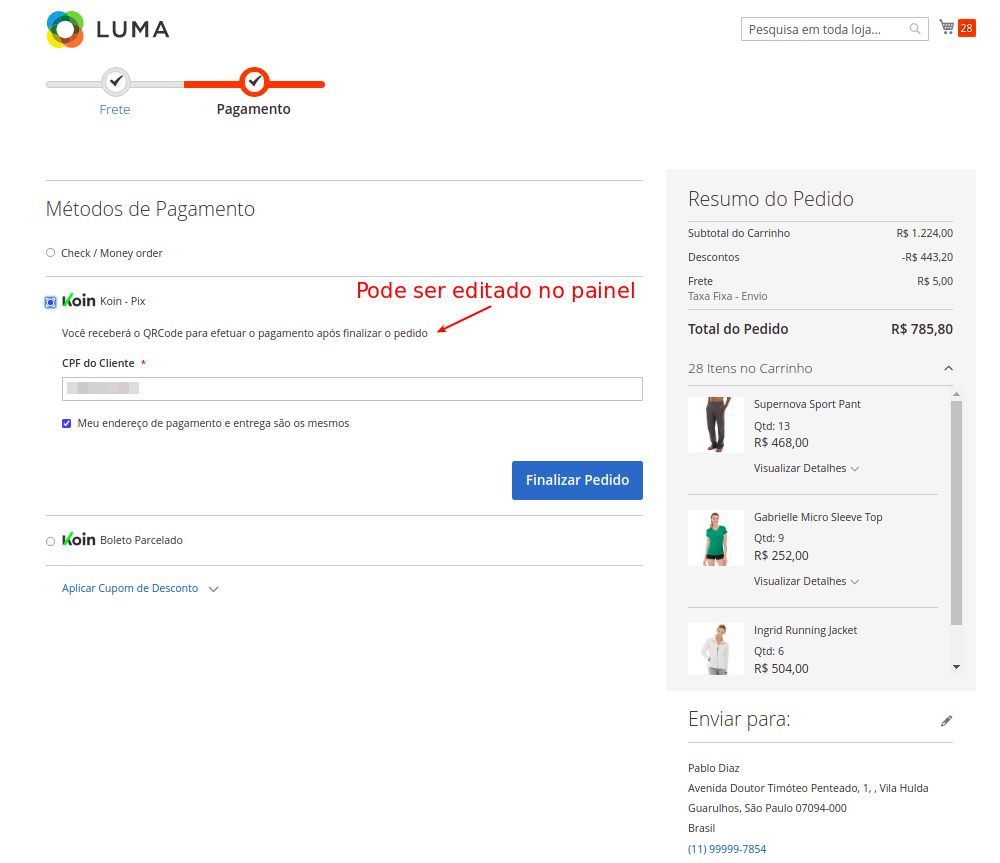 LUMA
Pesquisa em toda loja...
28
Frete
Pagamento
Métodos de Pagamento
Check / Money order
Koin Koin - Pix
Pode ser editado no painel
Você receberá o QRCode para efetuar o pagamento após finalizar o pedido
CPF do Cliente *
Meu endereço de pagamento e entrega são os mesmos
Finalizar Pedido
Koin Boleto Parcelado
Aplicar Cupom de Desconto
Resumo do Pedido
Subtotal do Carrinho R$ 1.224,00
Descontos -R$ 443,20
Frete R$ 5,00
Taxa Fixa - Envio
Total do Pedido R$ 785,80
28 Itens no Carrinho
Supernova Sport Pant
Qtd: 13
R$ 468,00
Visualizar Detalhes
Gabrielle Micro Sleeve Top
Qtd: 9
R$ 252,00
Visualizar Detalhes
Ingrid Running Jacket
Qtd: 6
R$ 504,00
Enviar para:
Pablo Diaz
Avenida Doutor Timóteo Penteado, 1, , Vila Hulda
Guarulhos, São Paulo 07094-000
Brasil
(11) 99999-7854